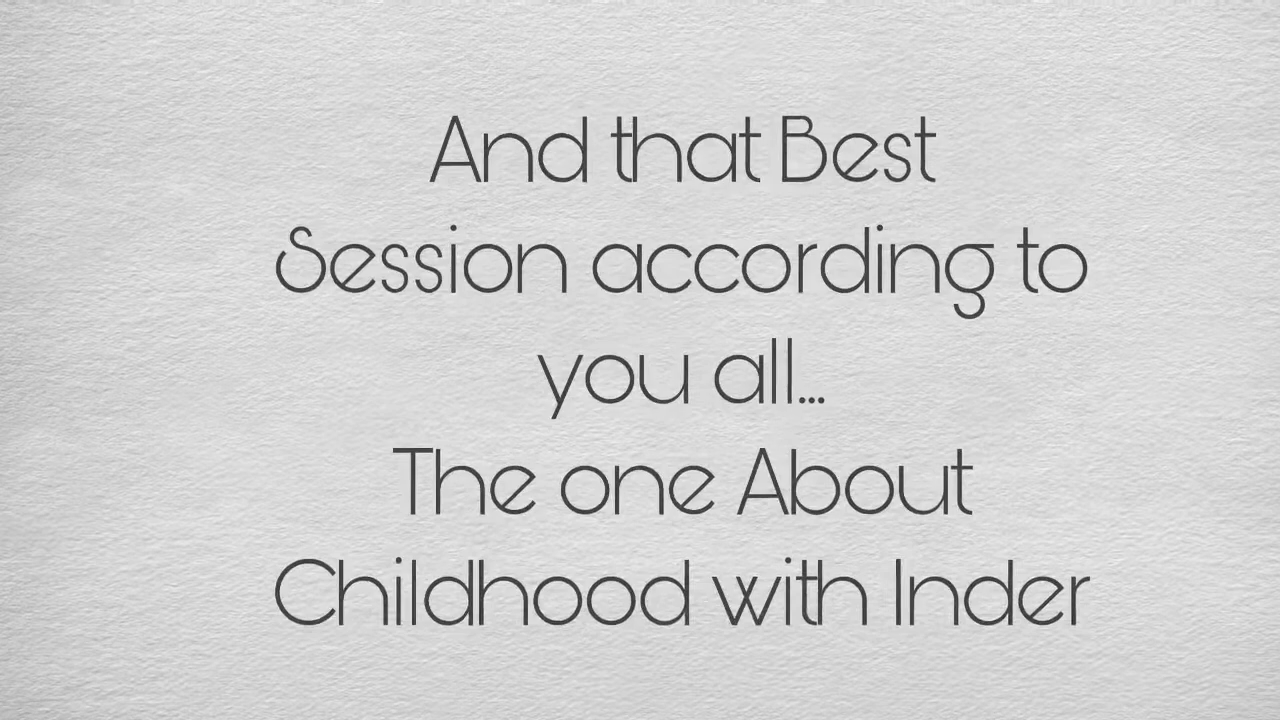 And that Best
Session according to
you all...
The one About
Childhood with Inder